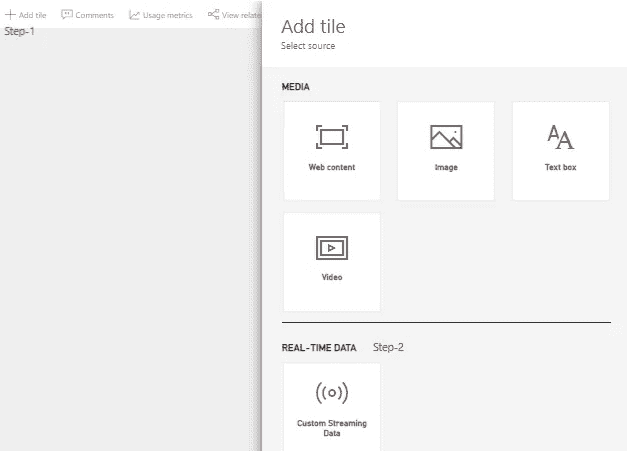 Add tile Comments Usage metrics View relate
Step-1
Add tile
Select source
MEDIA
Web content Image Text box
Video
REAL-TIME DATA Step-2
Custom Streaming
Data